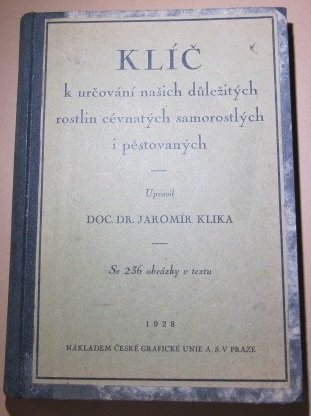 KLÍČ
k určování našich důležitých
rostlin cévnatých samorostlých
i pěstovaných
Upravil
DOC. DR. JAROMÍR KLIKA
Se 236 obrázky v textu
1928
NÁKLADEM ČESKÉ GRAFICKÉ UNIE A. S. V PRAZE